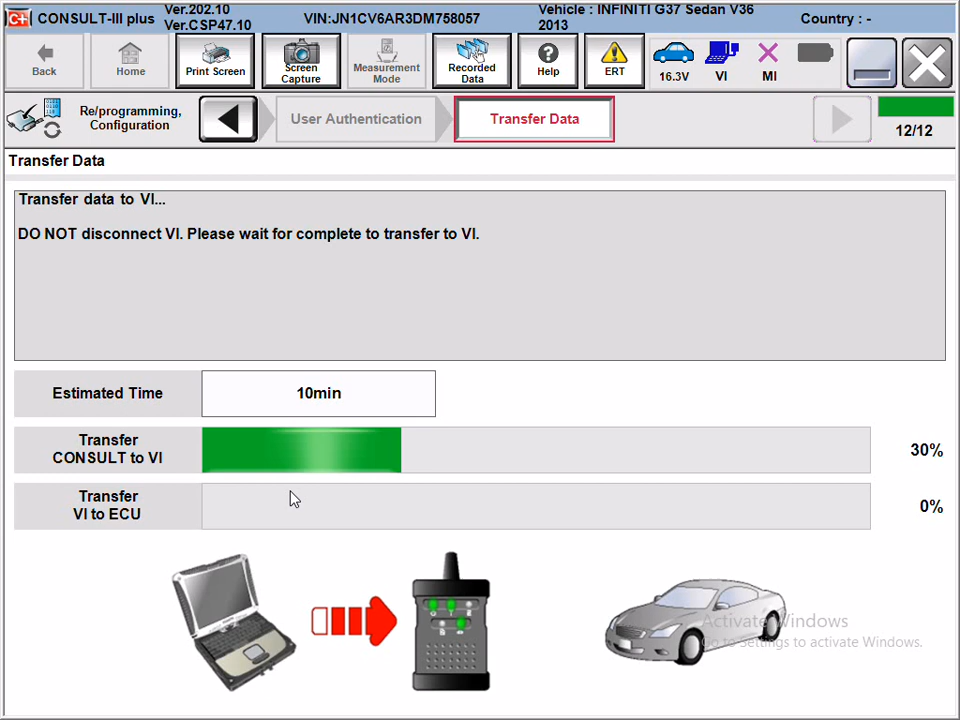 C+ CONSULT-III plus
Ver.202.10
Ver.CSP47.10
VIN:JN1CV6AR3DM758057
Vehicle : INFINITI G37 Sedan V36
2013
Country : -
Back
Home
Print Screen
Screen
Capture
Measurement
Mode
Recorded
Data
Help
ERT
16.3V
VI
MI
Re/programming,
Configuration
User Authentication
Transfer Data
12/12
Transfer Data
Transfer data to VI...
DO NOT disconnect VI. Please wait for complete to transfer to VI.
Estimated Time
10min
Transfer
CONSULT to VI
30%
Transfer
VI to ECU
0%
Activate Windows
Go to Settings to activate Windows.